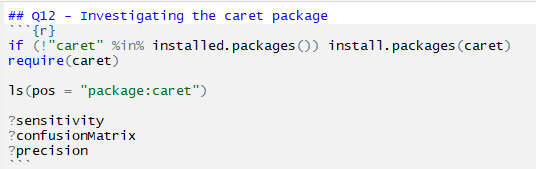 ## Q12 - Investigating the caret package
```{r}
if (!"caret" %in% installed.packages()) install.packages(caret)
require(caret)
ls(pos = "package:caret")
?sensitivity
?confusionMatrix
?precision
```